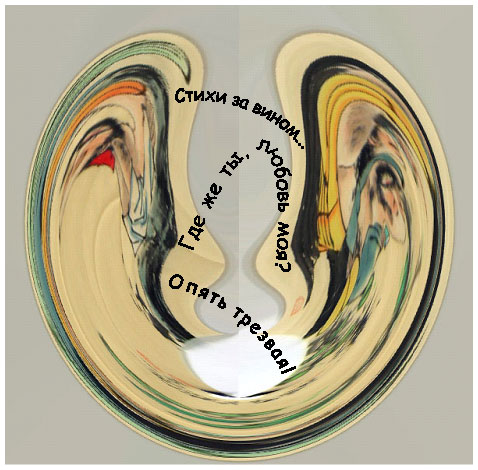 Стихи за вином...
Где же ты,
любовь моя?
Опять трезвая!